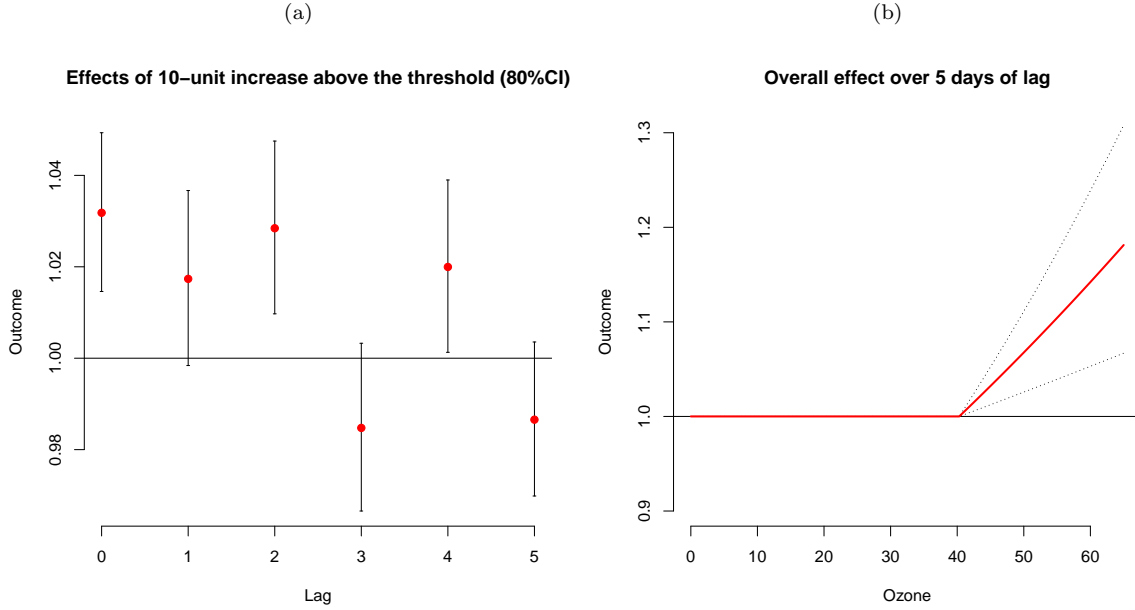 (a)
Effects of 10−unit increase above the threshold (80%CI)
Outcome
1.04
1.02
1.00
0.98
0 1 2 3 4 5
Lag
(b)
Overall effect over 5 days of lag
Outcome
1.3
1.2
1.1
1.0
0.9
0 10 20 30 40 50 60
Ozone